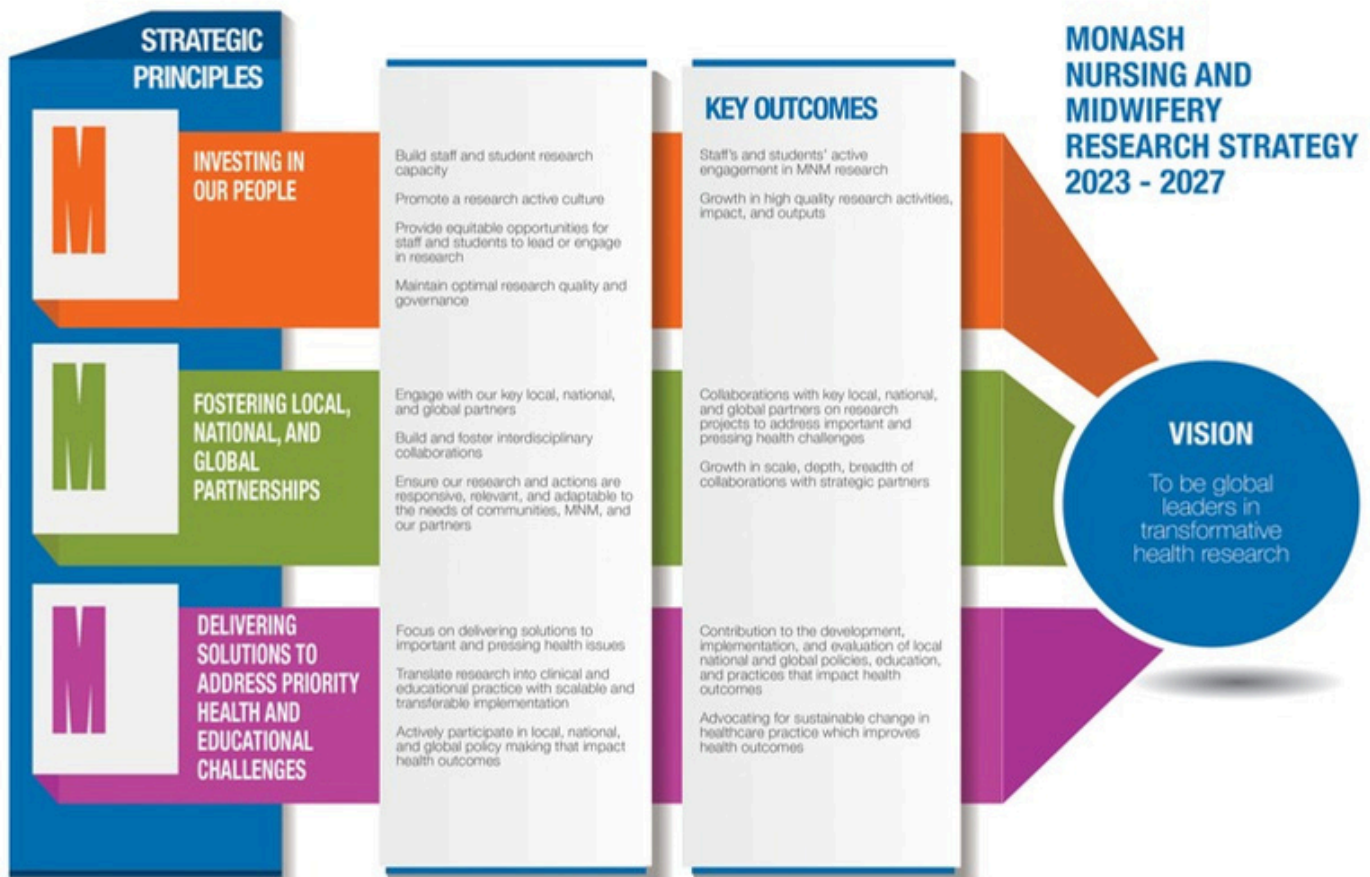 STRATEGIC
PRINCIPLES
M
INVESTING IN
OUR PEOPLE
Build staff and student research
capacity
Promote a research active culture
Provide equitable opportunities for
staff and students to lead or engage
in research
Maintain optimal research quality and
governance
KEY OUTCOMES
Staff's and students' active
engagement in MNM research
Growth in high quality research activities,
impact, and outputs
M
FOSTERING LOCAL,
NATIONAL, AND
GLOBAL
PARTNERSHIPS
Engage with our key local, national,
and global partners
Build and foster interdisciplinary
collaborations
Ensure our research and actions are
responsive, relevant, and adaptable to
the needs of communities, MNM, and
our partners
Collaborations with key local, national,
and global partners on research
projects to address important and
pressing health challenges
Growth in scale, depth, breadth of
collaborations with strategic partners
M
DELIVERING
SOLUTIONS TO
ADDRESS PRIORITY
HEALTH AND
EDUCATIONAL
CHALLENGES
Focus on delivering solutions to
important and pressing health issues
Translate research into clinical and
educational practice with scalable and
transferable implementation
Actively participate in local, national,
and global policy making that impact
health outcomes
Contribution to the development,
implementation, and evaluation of local
national and global policies, education,
and practices that impact health
outcomes
Advocating for sustainable change in
healthcare practice which improves
health outcomes
MONASH
NURSING AND
MIDWIFERY
RESEARCH STRATEGY
2023 - 2027
VISION
To be global
leaders in
transformative
health research